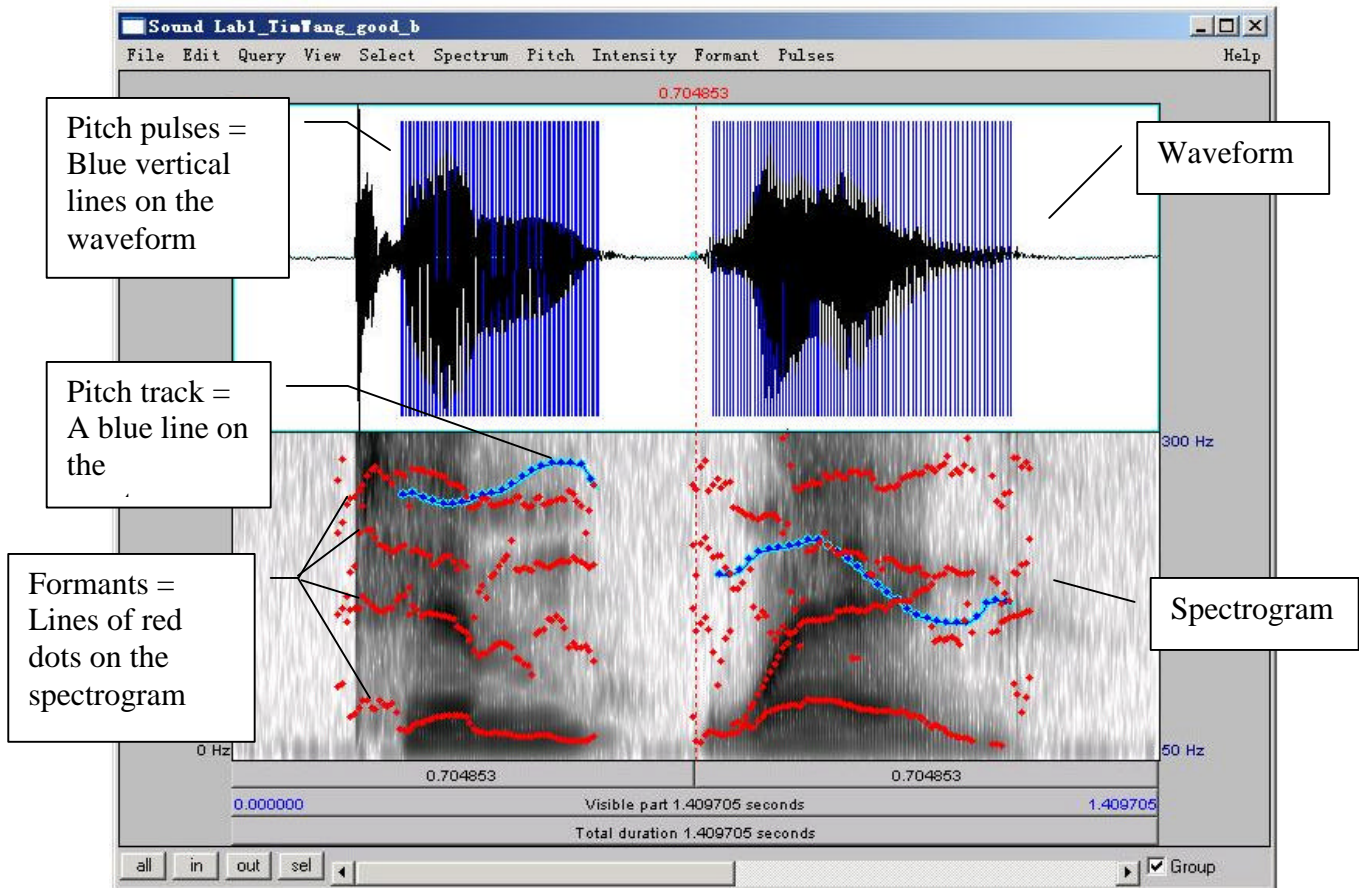 Sound Lab1_TimWang_good_b
File Edit Query View Select Spectrum Pitch Intensity Formant Pulses Help
0.704853
Pitch pulses =
Blue vertical
lines on the
waveform
Waveform
Pitch track =
A blue line on
the
300 Hz
Formants =
Lines of red
dots on the
spectrogram
Spectrogram
0 Hz
50 Hz
0.704853 0.704853
0.000000 Visible part 1.409705 seconds 1.409705
Total duration 1.409705 seconds
all in out sel Group